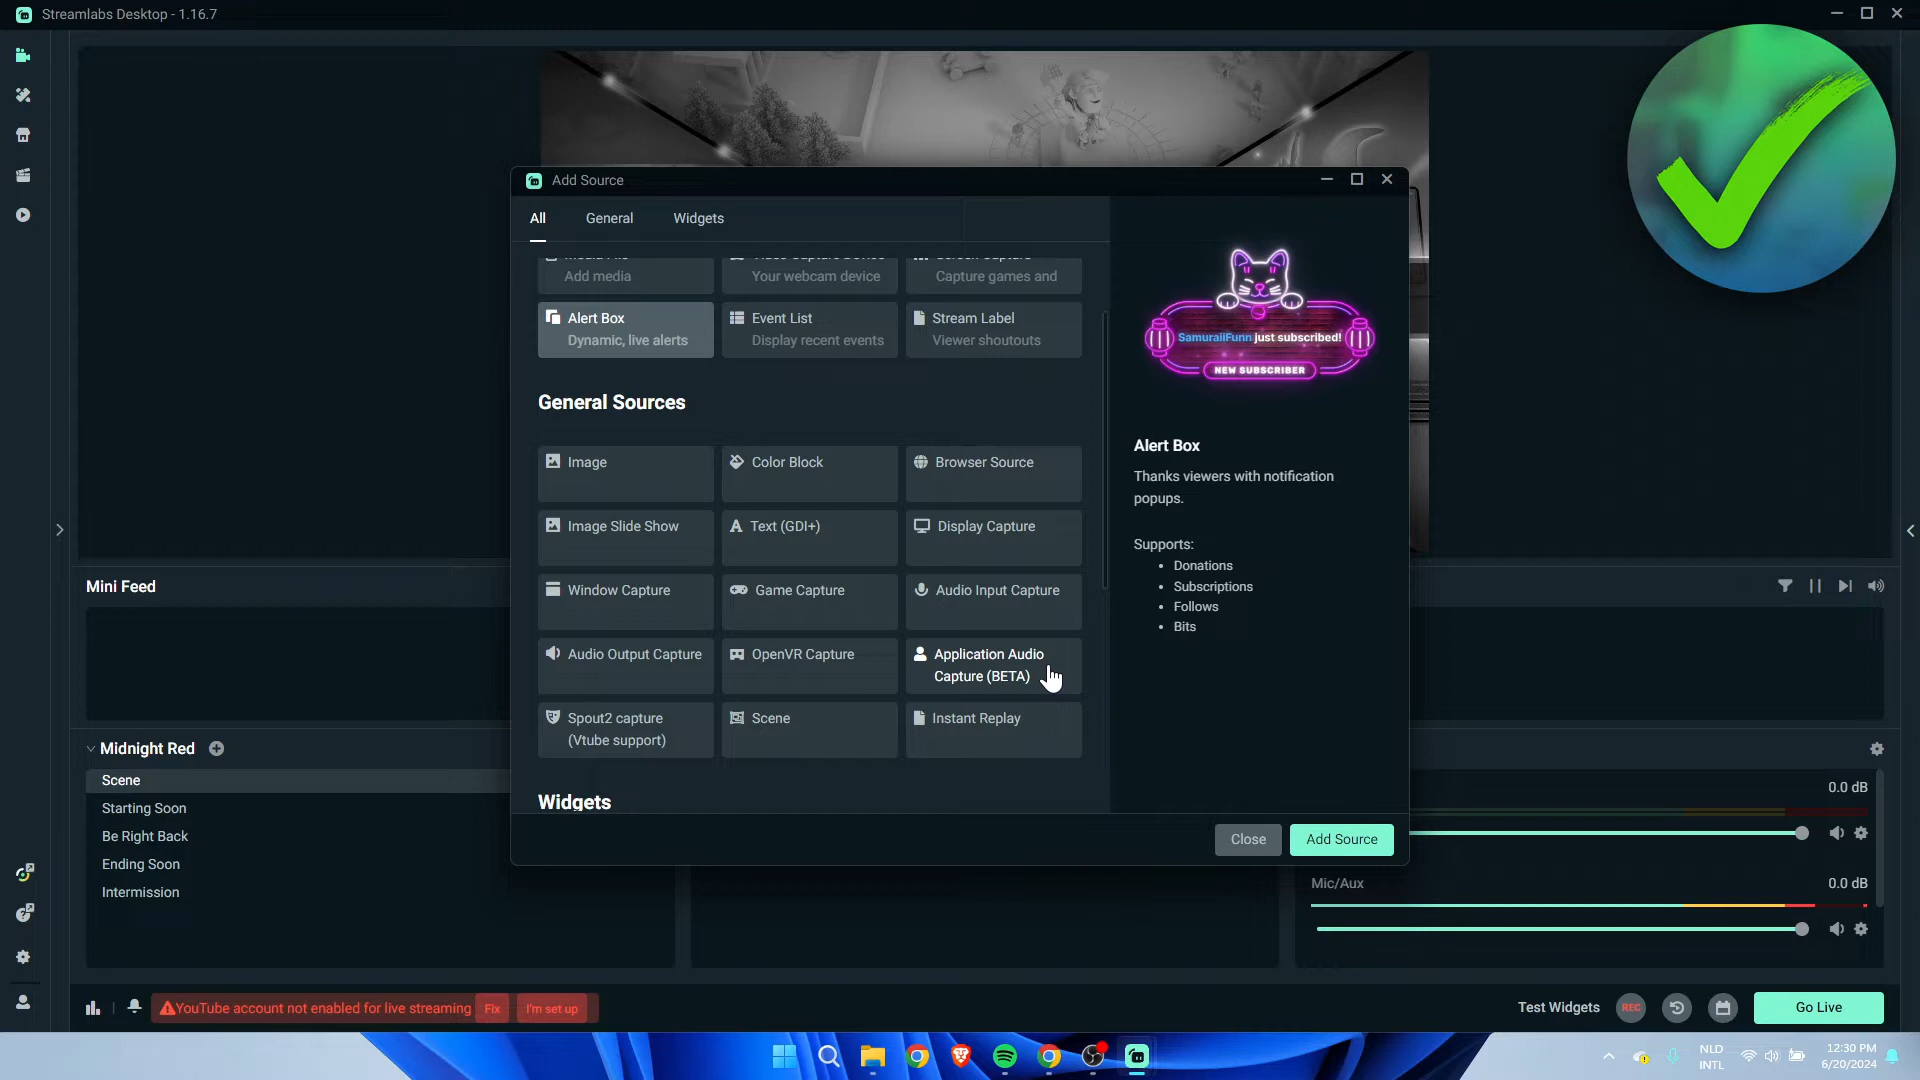 Streamlabs Desktop - 1.16.7
Add Source
All
General
Widgets
Add media
Your webcam device
Capture games and
Alert Box
Dynamic, live alerts
Event List
Display recent events
Stream Label
Viewer shoutouts
General Sources
Image
Color Block
Browser Source
Image Slide Show
Text (GDI+)
Display Capture
Window Capture
Game Capture
Audio Input Capture
Audio Output Capture
OpenVR Capture
Application Audio
Capture (BETA)
Spout2 capture
(Vtube support)
Scene
Instant Replay
Widgets
SamuraiiFunn just subscribed!
NEW SUBSCRIBER
Alert Box
Thanks viewers with notification
popups.
Supports:
• Donations
• Subscriptions
• Follows
• Bits
Close
Add Source
Mini Feed
Midnight Red
Scene
Starting Soon
Be Right Back
Ending Soon
Intermission
0.0 dB
Mic/Aux
0.0 dB
YouTube account not enabled for live streaming
Fix
I'm set up
Test Widgets
REC
Go Live
NLD
INTL
12:30 PM
6/20/2024